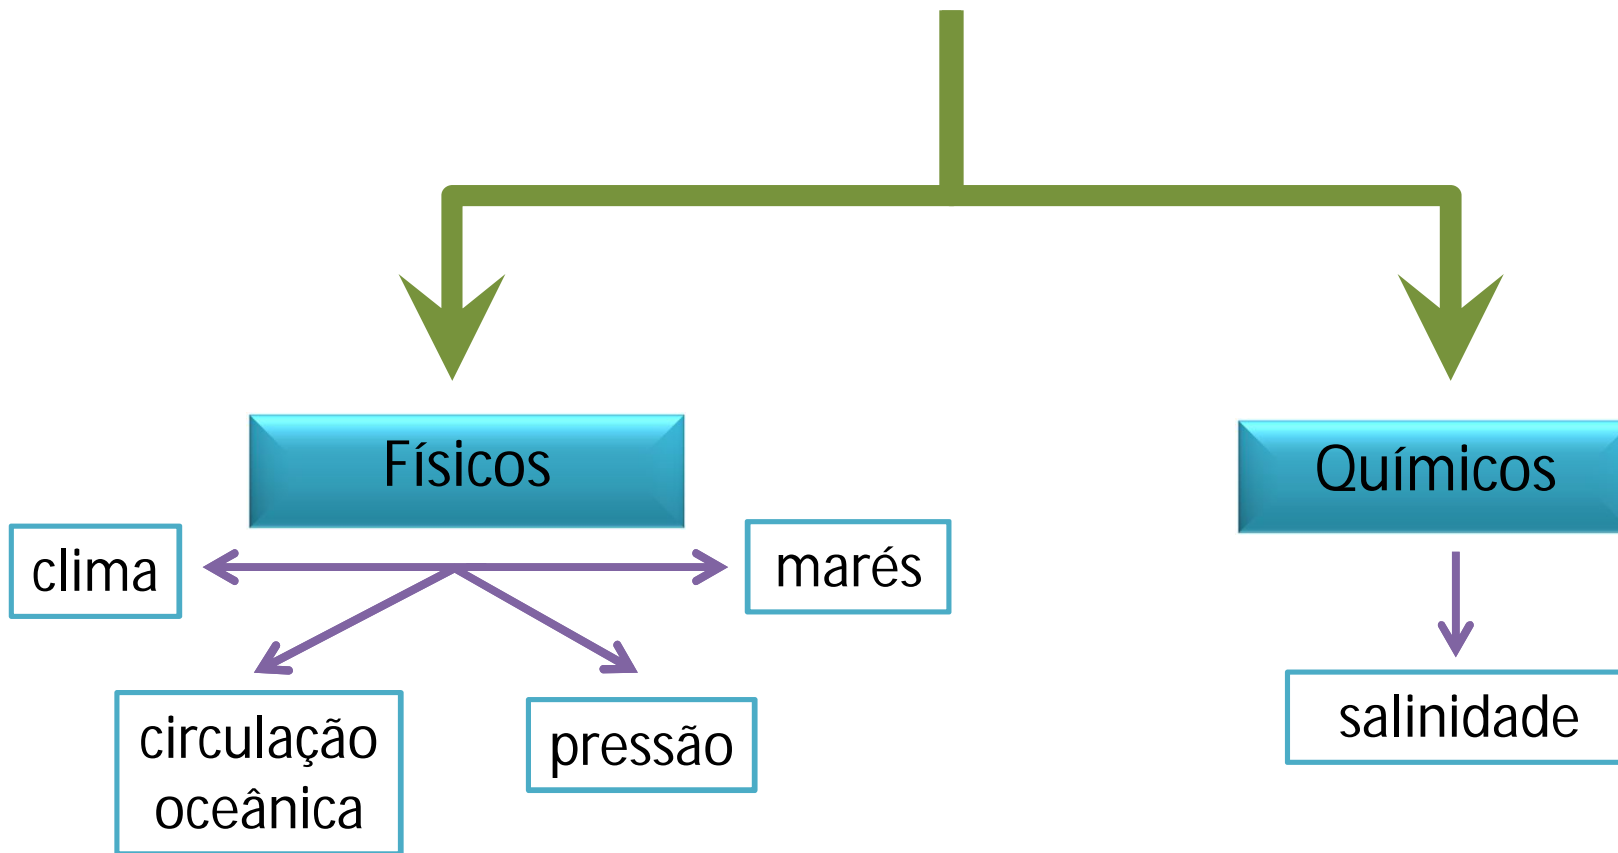 Físicos
Químicos
clima
marés
circulação
oceânica
pressão
salinidade